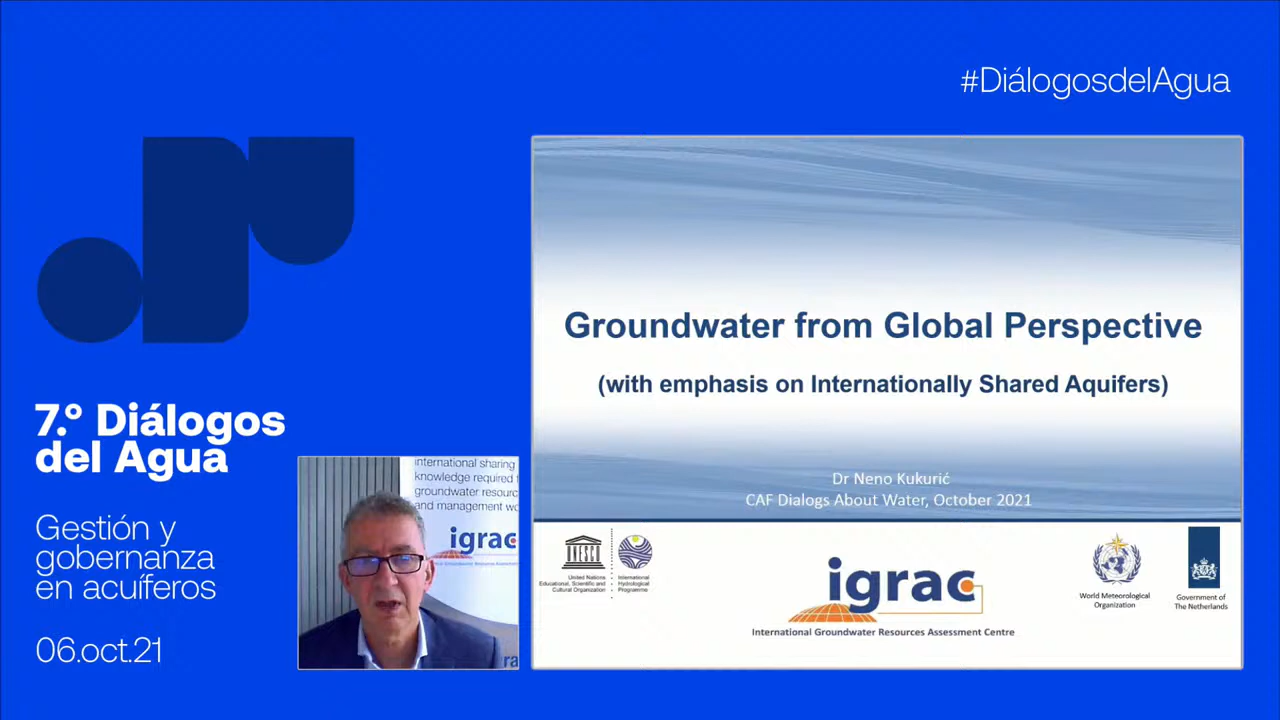 #DiálogosdelAgua
7.º Diálogos
del Agua
Gestión y
gobernanza
en acuíferos
06.oct.21
international sharing
knowledge required
groundwater resourc
and management wo
igrac
Groundwater from Global Perspective
(with emphasis on Internationally Shared Aquifers)
Dr Neno Kukurić
CAF Dialogs About Water, October 2021
UNESCO
United Nations
Educational, Scientific and
Cultural Organization
International
Hydrological
Programme
igrac
International Groundwater Resources Assessment Centre
World Meteorological
Organization
Government of
The Netherlands